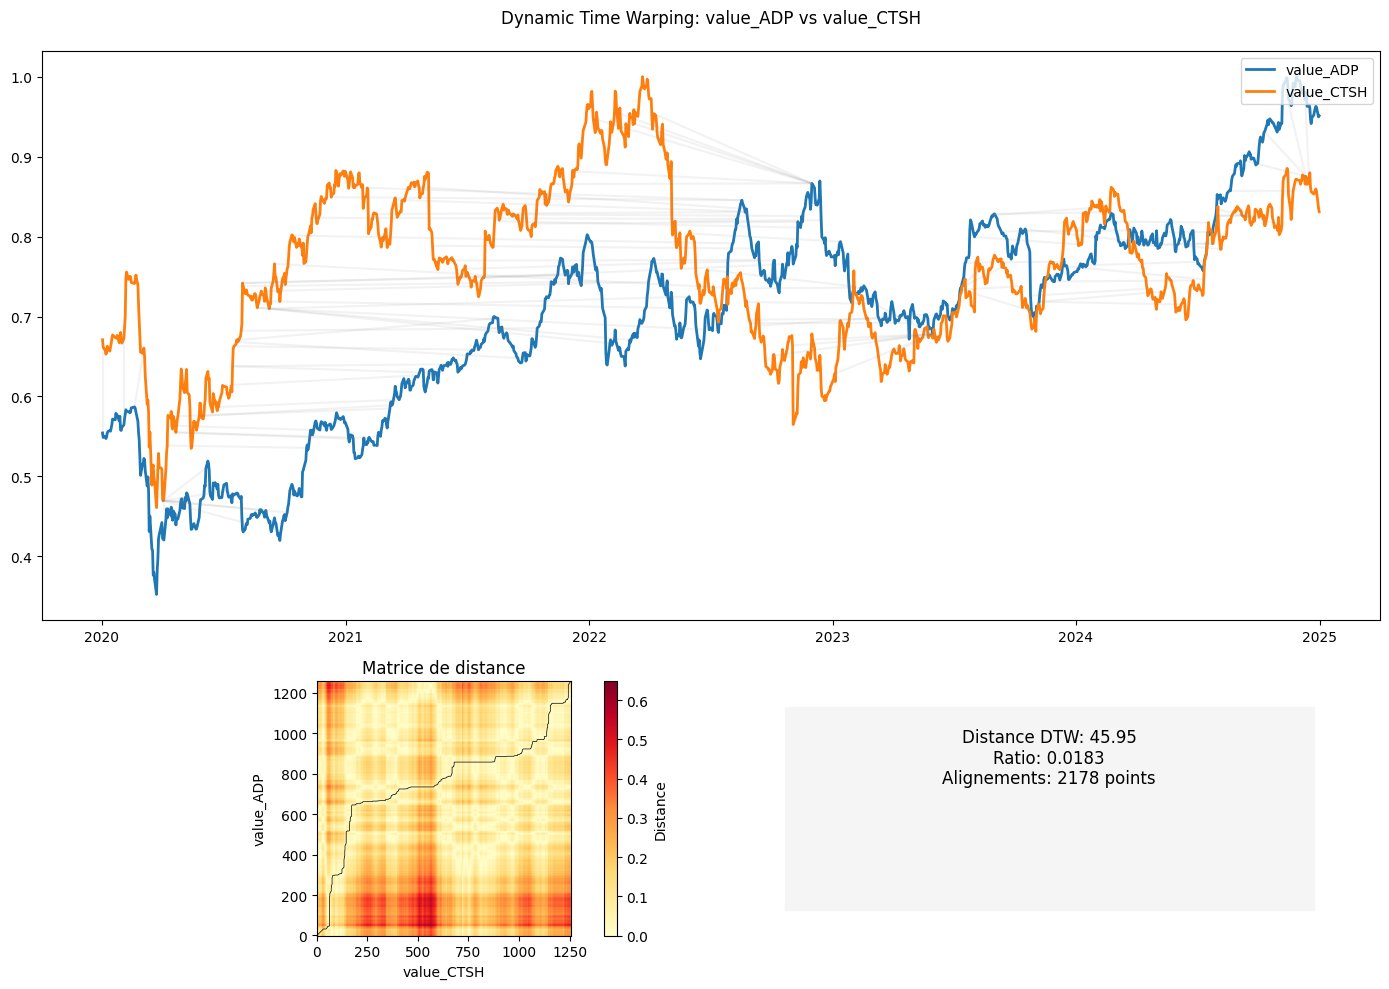 Dynamic Time Warping: value_ADP vs value_CTSH
value_ADP
value_CTSH
1.0
0.9
0.8
0.7
0.6
0.5
0.4
2020 2021 2022 2023 2024 2025
Matrice de distance
value_ADP
1200
1000
800
600
400
200
0
0 250 500 750 1000 1250
value_CTSH
0.6
0.5
0.4
0.3
0.2
0.1
0.0
Distance
Distance DTW: 45.95
Ratio: 0.0183
Alignements: 2178 points